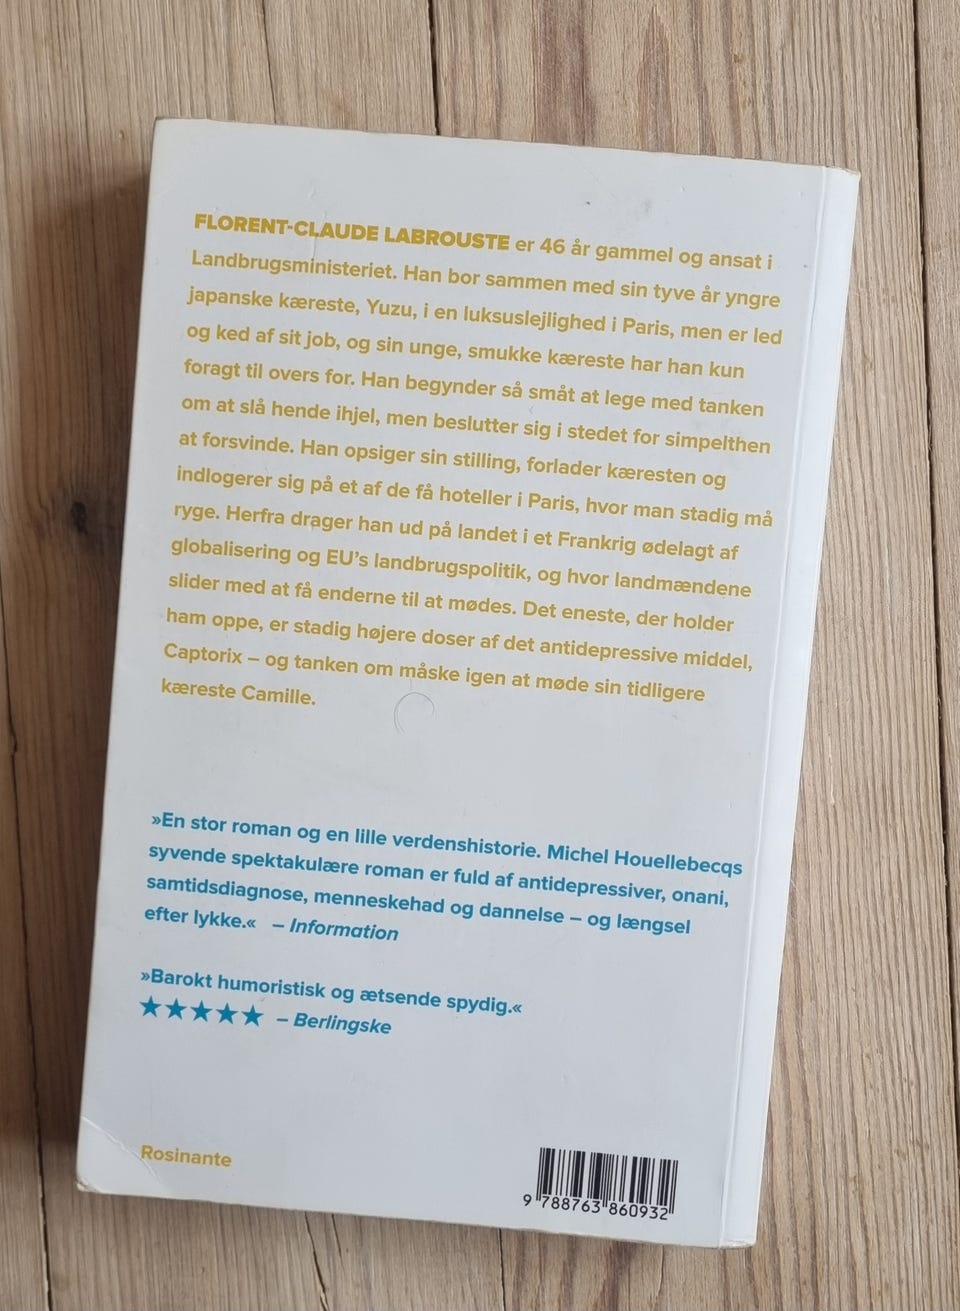 FLORENT-CLAUDE LABROUSTE er 46 år gammel og ansat i
Landbrugsministeriet. Han bor sammen med sin tyve år yngre
japanske kæreste, Yuzu, i en luksuslejlighed i Paris, men er led
og ked af sit job, og sin unge, smukke kæreste har han kun
foragt til overs for. Han begynder så småt at lege med tanken
om at slå hende ihjel, men beslutter sig i stedet for simpelthen
at forsvinde. Han opsiger sin stilling, forlader kæresten og
indlogerer sig på et af de få hoteller i Paris, hvor man stadig må
ryge. Herfra drager han ud på landet i et Frankrig ødelagt af
globalisering og EU’s landbrugspolitik, og hvor landmændene
slider med at få enderne til at mødes. Det eneste, der holder
ham oppe, er stadig højere doser af det antidepressive middel,
Captorix – og tanken om måske igen at møde sin tidligere
kæreste Camille.
»En stor roman og en lille verdenshistorie. Michel Houellebecqs
syvende spektakulære roman er fuld af antidepressiver, onani,
samtidsdiagnose, menneskehad og dannelse – og længsel
efter lykke.« – Information
»Barokt humoristisk og ætsende spydig.«
★★★★★ – Berlingske
Rosinante
9 788763 860932